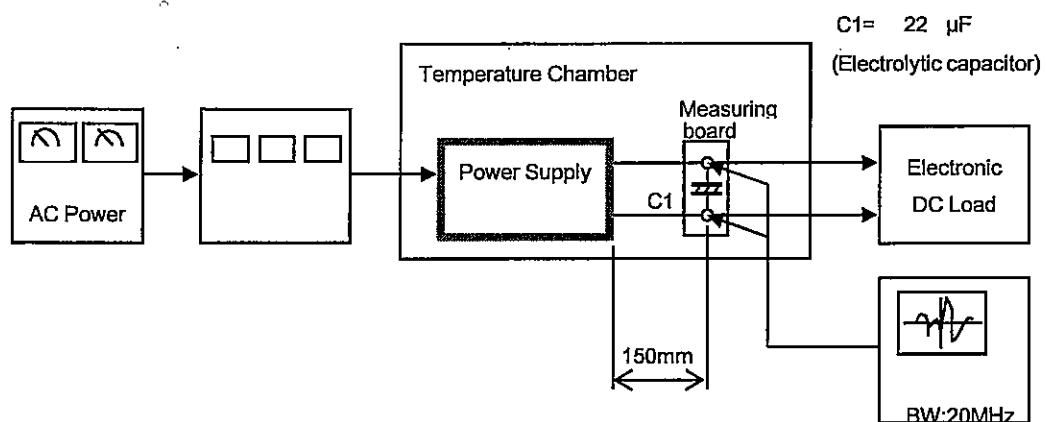 C1= 22 μF
(Electrolytic capacitor)
Temperature Chamber
Measuring
board
AC Power
Power Supply
C1
Electronic
DC Load
150mm
BW:20MHz